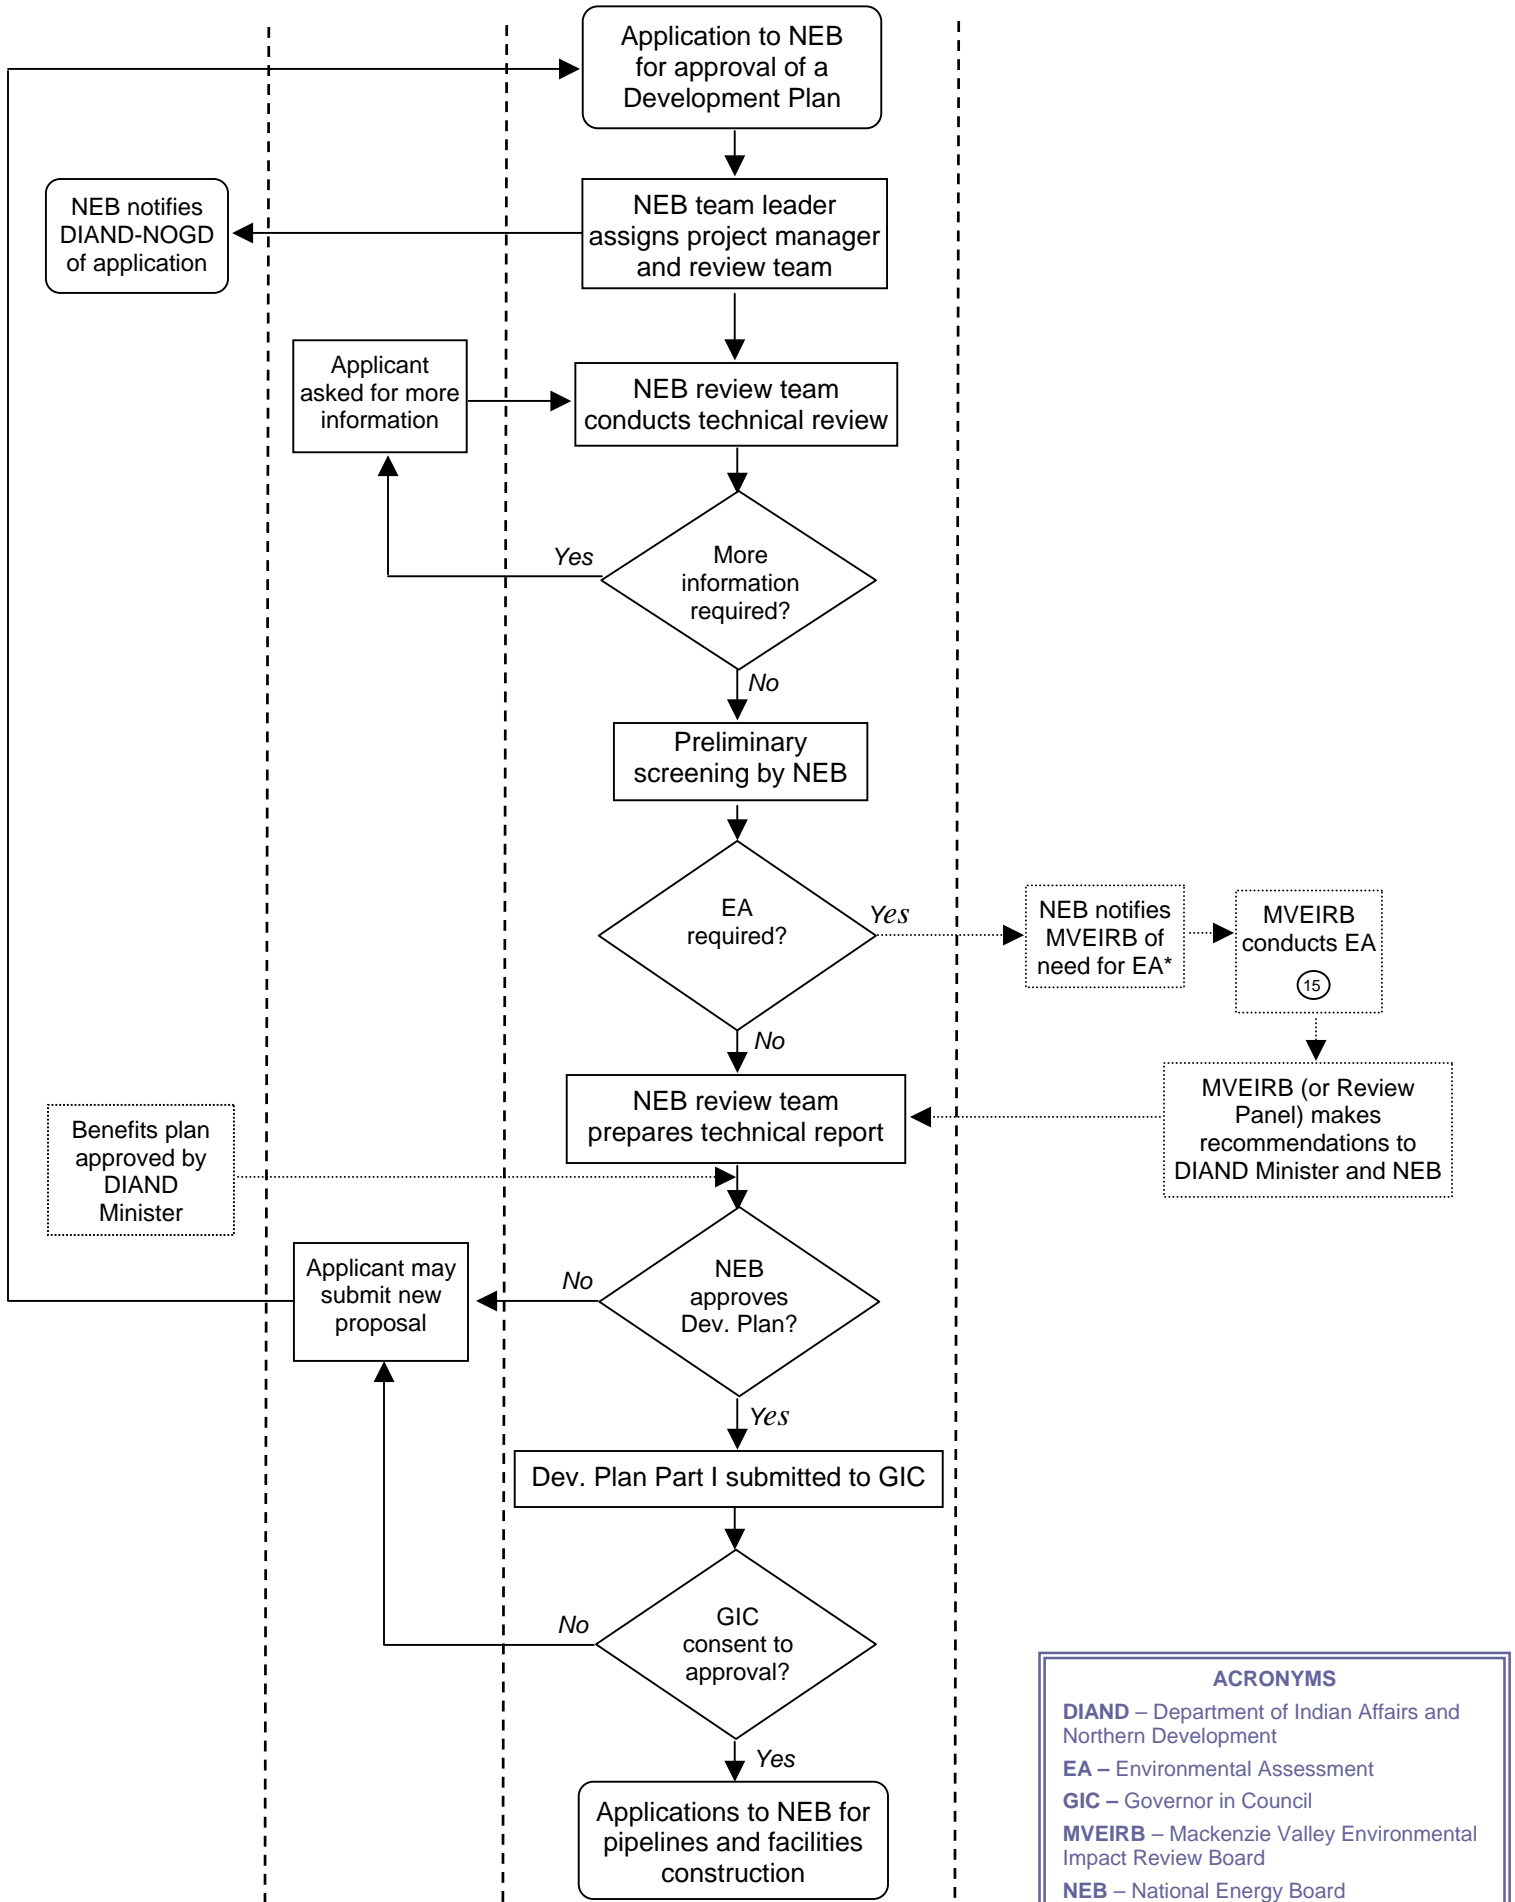 Application to NEB
for approval of a
Development Plan
NEB notifies
DIAND-NOGD
of application
NEB team leader
assigns project manager
and review team
Applicant
asked for more
information
NEB review team
conducts technical review
Yes
More
information
required?
No
Preliminary
screening by NEB
EA
required?
Yes
NEB notifies
MVEIRB of
need for EA*
MVEIRB
conducts EA
15
No
NEB review team
prepares technical report
MVEIRB (or Review
Panel) makes
recommendations to
DIAND Minister and NEB
Benefits plan
approved by
DIAND
Minister
Applicant may
submit new
proposal
No
NEB
approves
Dev. Plan?
Yes
Dev. Plan Part I submitted to GIC
No
GIC
consent to
approval?
Yes
Applications to NEB for
pipelines and facilities
construction
ACRONYMS
DIAND – Department of Indian Affairs and
Northern Development
EA – Environmental Assessment
GIC – Governor in Council
MVEIRB – Mackenzie Valley Environmental
Impact Review Board
NEB – National Energy Board